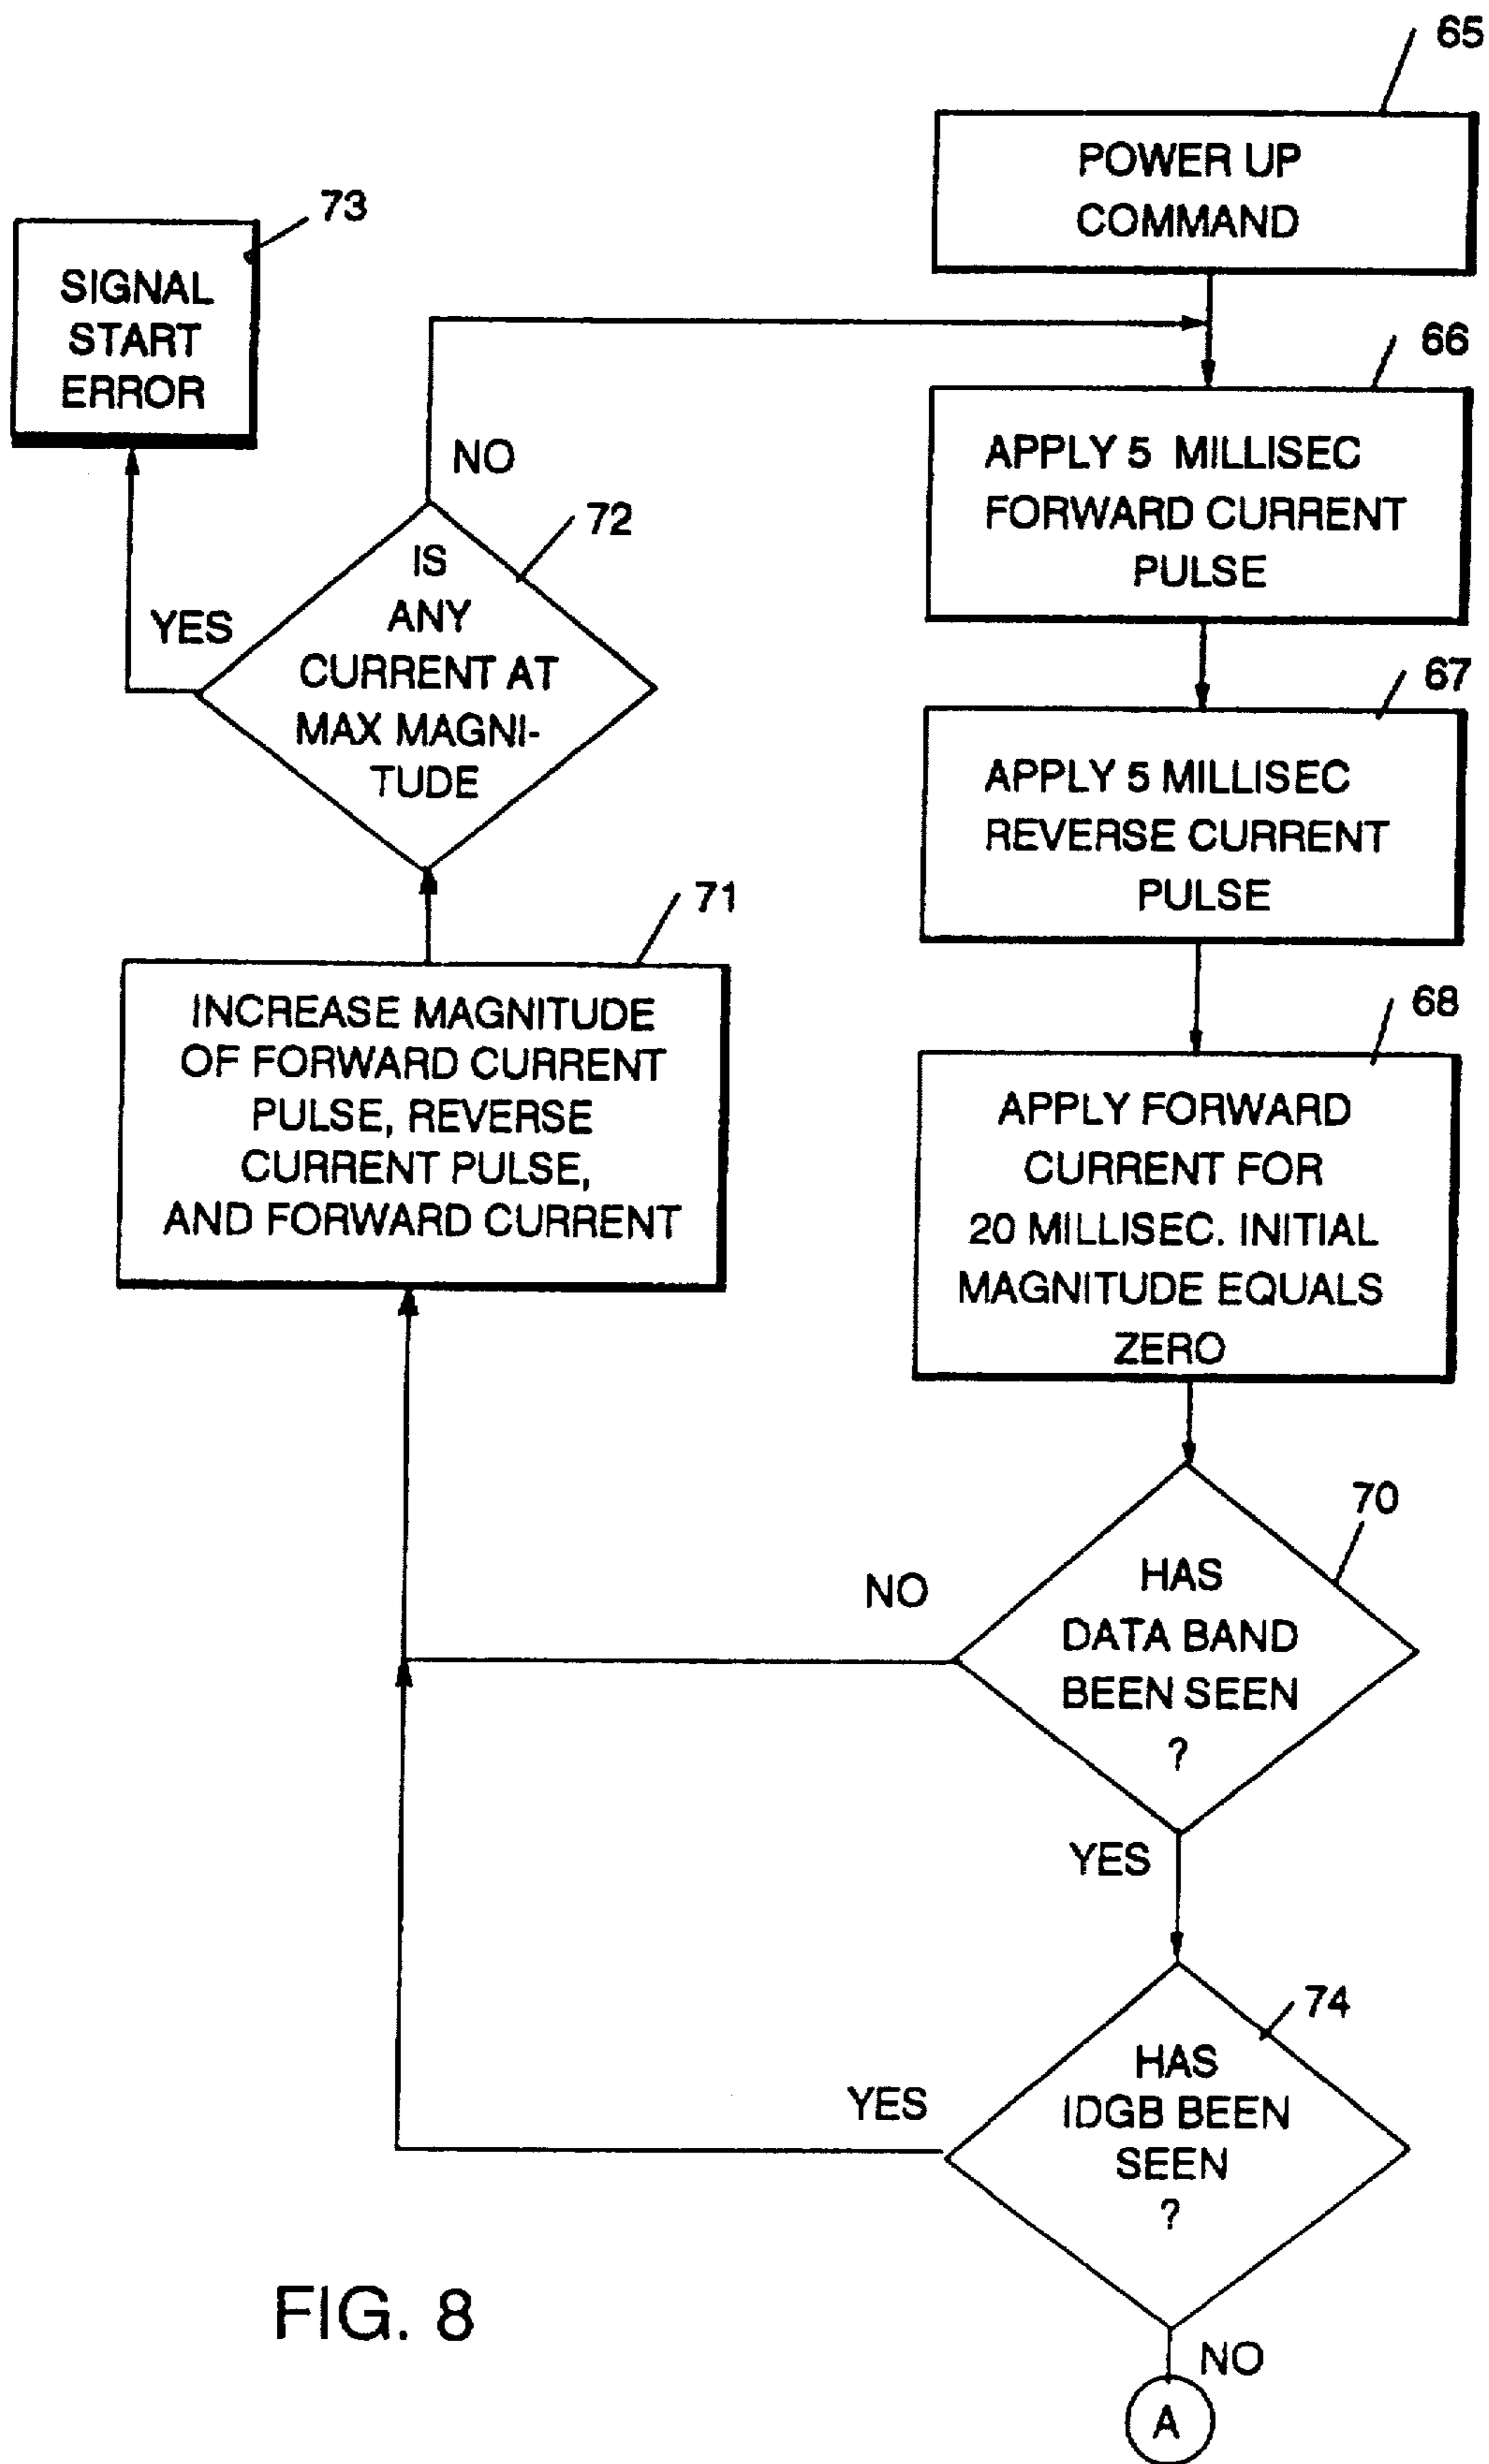 65
POWER UP
COMMAND
73
SIGNAL
START
ERROR
66
APPLY 5 MILLISEC
FORWARD CURRENT
PULSE
NO
72
IS
ANY
CURRENT AT
MAX MAGNI-
TUDE
YES
67
APPLY 5 MILLISEC
REVERSE CURRENT
PULSE
71
INCREASE MAGNITUDE
OF FORWARD CURRENT
PULSE, REVERSE
CURRENT PULSE,
AND FORWARD CURRENT
68
APPLY FORWARD
CURRENT FOR
20 MILLISEC. INITIAL
MAGNITUDE EQUALS
ZERO
70
HAS
DATA BAND
BEEN SEEN
?
NO
YES
74
HAS
IDGB BEEN
SEEN
?
YES
NO
A
FIG. 8